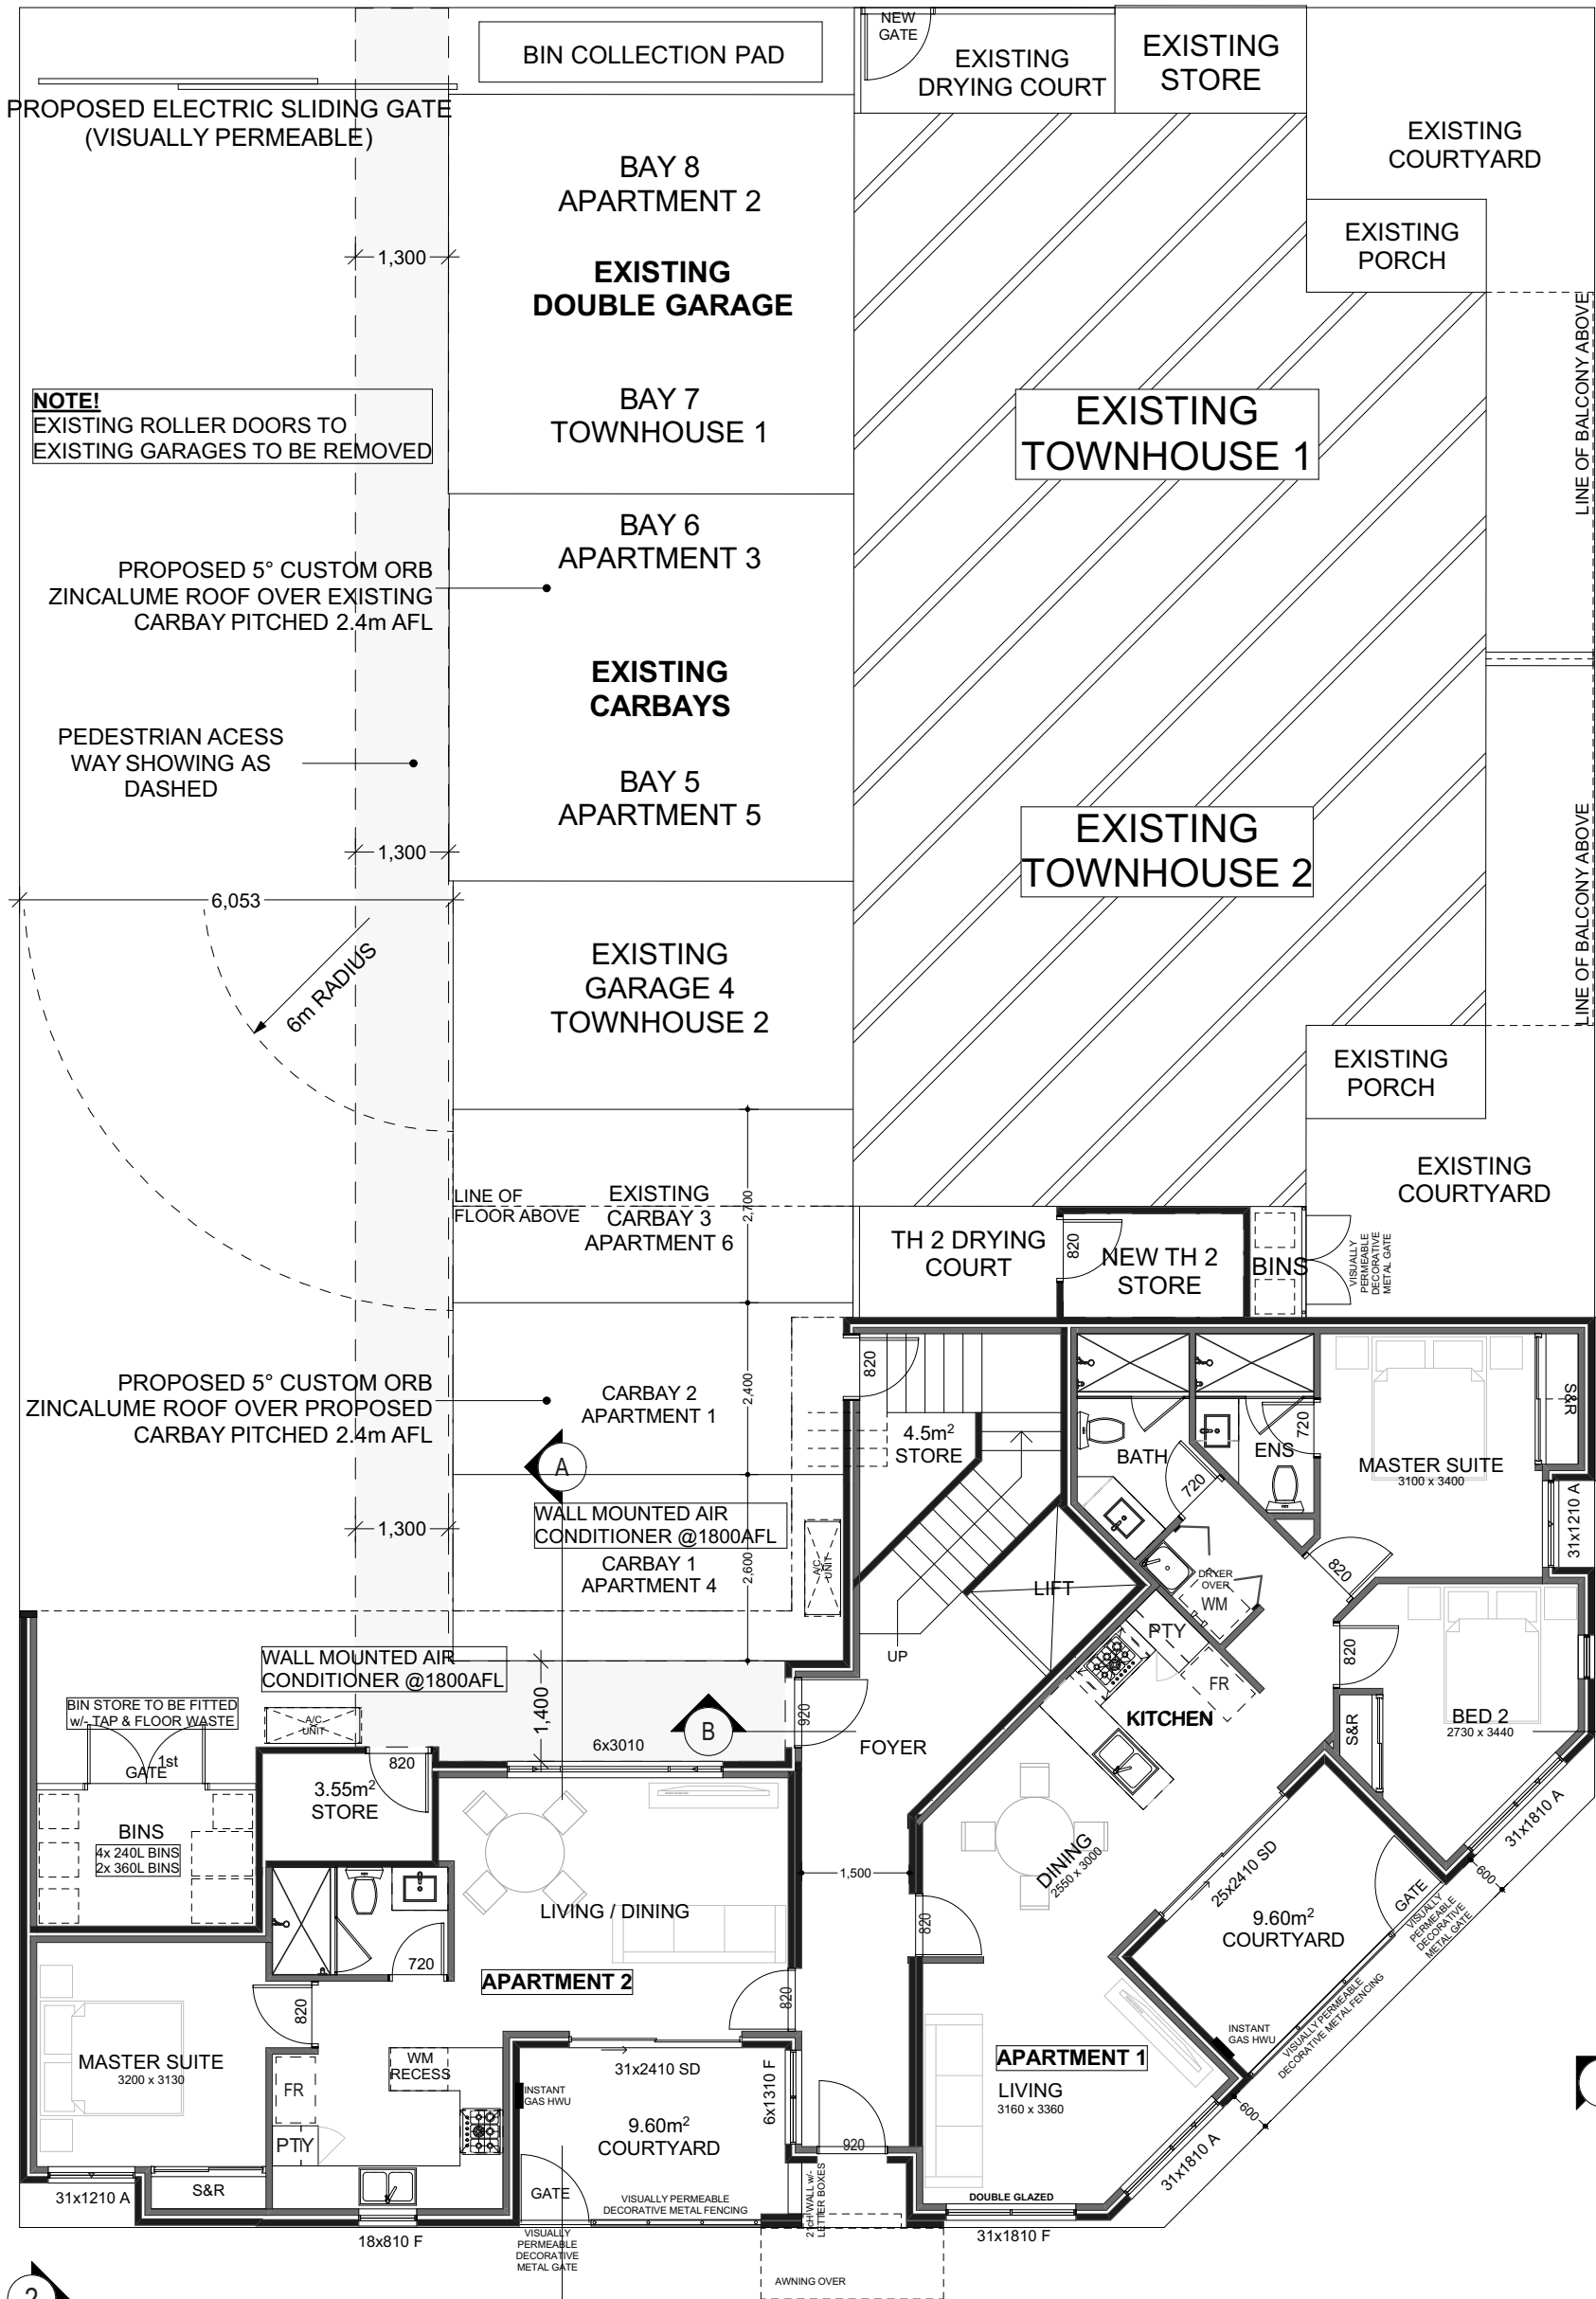 NEW
GATE
BIN COLLECTION PAD
EXISTING
DRYING COURT
EXISTING
STORE
PROPOSED ELECTRIC SLIDING GATE
(VISUALLY PERMEABLE)
EXISTING
COURTYARD
BAY 8
APARTMENT 2
EXISTING
PORCH
1,300
EXISTING
DOUBLE GARAGE
LINE OF BALCONY ABOVE
NOTE!
EXISTING ROLLER DOORS TO
EXISTING GARAGES TO BE REMOVED
BAY 7
TOWNHOUSE 1
EXISTING
TOWNHOUSE 1
BAY 6
APARTMENT 3
PROPOSED 5° CUSTOM ORB
ZINCALUME ROOF OVER EXISTING
CARBAY PITCHED 2.4m AFL
EXISTING
CARBAYS
PEDESTRIAN ACESS
WAY SHOWING AS
DASHED
BAY 5
APARTMENT 5
EXISTING
TOWNHOUSE 2
LINE OF BALCONY ABOVE
1,300
6,053
6m RADIUS
EXISTING
GARAGE 4
TOWNHOUSE 2
EXISTING
PORCH
EXISTING
COURTYARD
LINE OF
FLOOR ABOVE
EXISTING
CARBAY 3
APARTMENT 6
2,700
TH 2 DRYING
COURT
820
NEW TH 2
STORE
BINS
VISUALLY
PERMEABLE
DECORATIVE
METAL GATE
PROPOSED 5° CUSTOM ORB
ZINCALUME ROOF OVER PROPOSED
CARBAY PITCHED 2.4m AFL
CARBAY 2
APARTMENT 1
2,400
820
4.5m²
STORE
BATH
720
ENS
720
MASTER SUITE
3100 x 3400
S&R
31x1210 A
A
1,300
WALL MOUNTED AIR
CONDITIONER @1800AFL
CARBAY 1
APARTMENT 4
2,600
A/C
UNIT
LIFT
UP
DRYER
OVER
WM
820
PTY
FR
KITCHEN
820
S&R
BED 2
2730 x 3440
WALL MOUNTED AIR
CONDITIONER @1800AFL
BIN STORE TO BE FITTED
w/- TAP & FLOOR WASTE
A/C
UNIT
1,400
B
920
FOYER
6x3010
1st
GATE
820
3.55m²
STORE
BINS
4x 240L BINS
2x 360L BINS
DINING
2550 x 3000
31x1810 A
600
25x2410 SD
GATE
VISUALLY
PERMEABLE
DECORATIVE
METAL GATE
1,500
LIVING / DINING
820
9.60m²
COURTYARD
720
APARTMENT 2
820
820
MASTER SUITE
3200 x 3130
WM
RECESS
FR
PTY
31x2410 SD
INSTANT
GAS HWU
9.60m²
COURTYARD
6x1310 F
APARTMENT 1
LIVING
3160 x 3360
INSTANT
GAS HWU
VISUALLY PERMEABLE
DECORATIVE METAL FENCING
600
920
31x1810 A
31x1210 A
S&R
GATE
VISUALLY PERMEABLE
DECORATIVE METAL FENCING
21cH WALL w/-
LETTER BOXES
DOUBLE GLAZED
31x1810 F
18x810 F
VISUALLY
PERMEABLE
DECORATIVE
METAL GATE
AWNING OVER
2